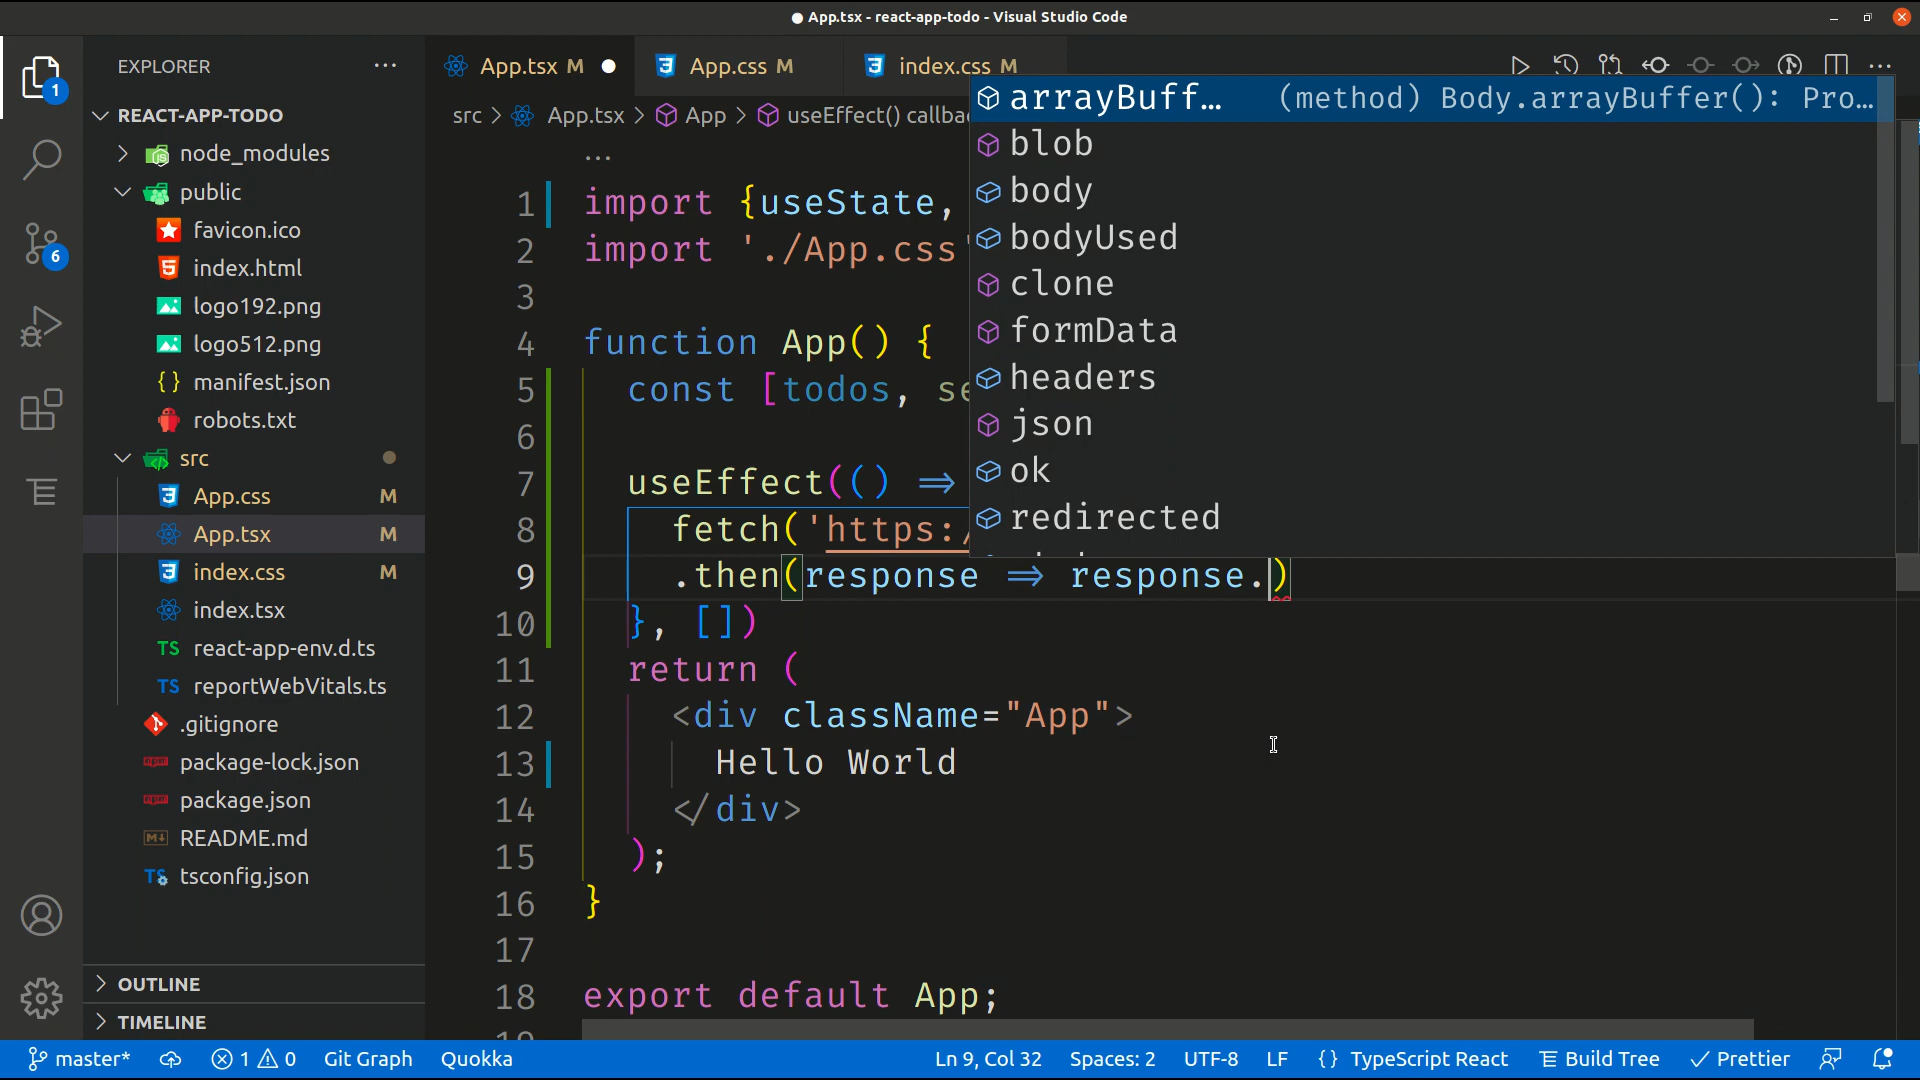 ● App.tsx - react-app-todo - Visual Studio Code
EXPLORER
REACT-APP-TODO
node_modules
public
favicon.ico
index.html
logo192.png
logo512.png
{} manifest.json
robots.txt
src
App.css M
App.tsx M
index.css M
index.tsx
TS react-app-env.d.ts
TS reportWebVitals.ts
.gitignore
package-lock.json
package.json
README.md
tsconfig.json
OUTLINE
TIMELINE
1
6
App.tsx M ●
App.css M
index.css M
src > App.tsx > App > useEffect()
...
1 import {useState,
2 import './App.css'
3
4 function App() {
5 const [todos, se
6
7 useEffect(() =>
8 fetch('https:/
9 .then(response => response.)
10 }, [])
11 return (
12 <div className="App">
13 Hello World
14 </div>
15 );
16 }
17
18 export default App;
arrayBuff... (method) Body.arrayBuffer(): Pro...
blob
body
bodyUsed
clone
formData
headers
json
ok
redirected
master* 1 0 Git Graph Quokka Ln 9, Col 32 Spaces: 2 UTF-8 LF {} TypeScript React Build Tree Prettier